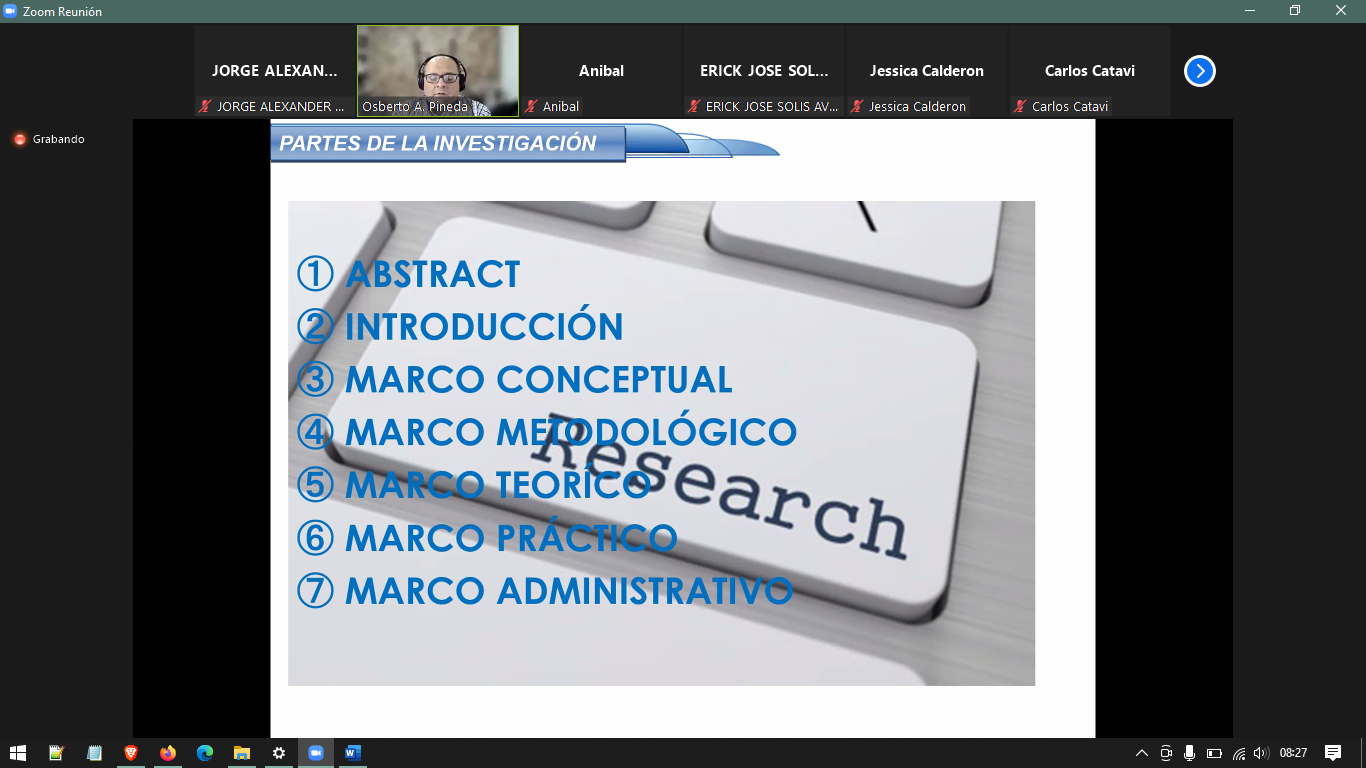 Zoom Reunión
JORGE ALEXAN...
Anibal
ERICK JOSE SOL...
Jessica Calderon
Carlos Catavi
JORGE ALEXANDER ...
Osberto A. Pineda
Anibal
ERICK JOSE SOLIS AV...
Jessica Calderon
Carlos Catavi
Grabando
PARTES DE LA INVESTIGACIÓN
① ABSTRACT
② INTRODUCCIÓN
③ MARCO CONCEPTUAL
④ MARCO METODOLÓGICO
⑤ MARCO TEORÍCO
⑥ MARCO PRÁCTICO
⑦ MARCO ADMINISTRATIVO
Research
08:27